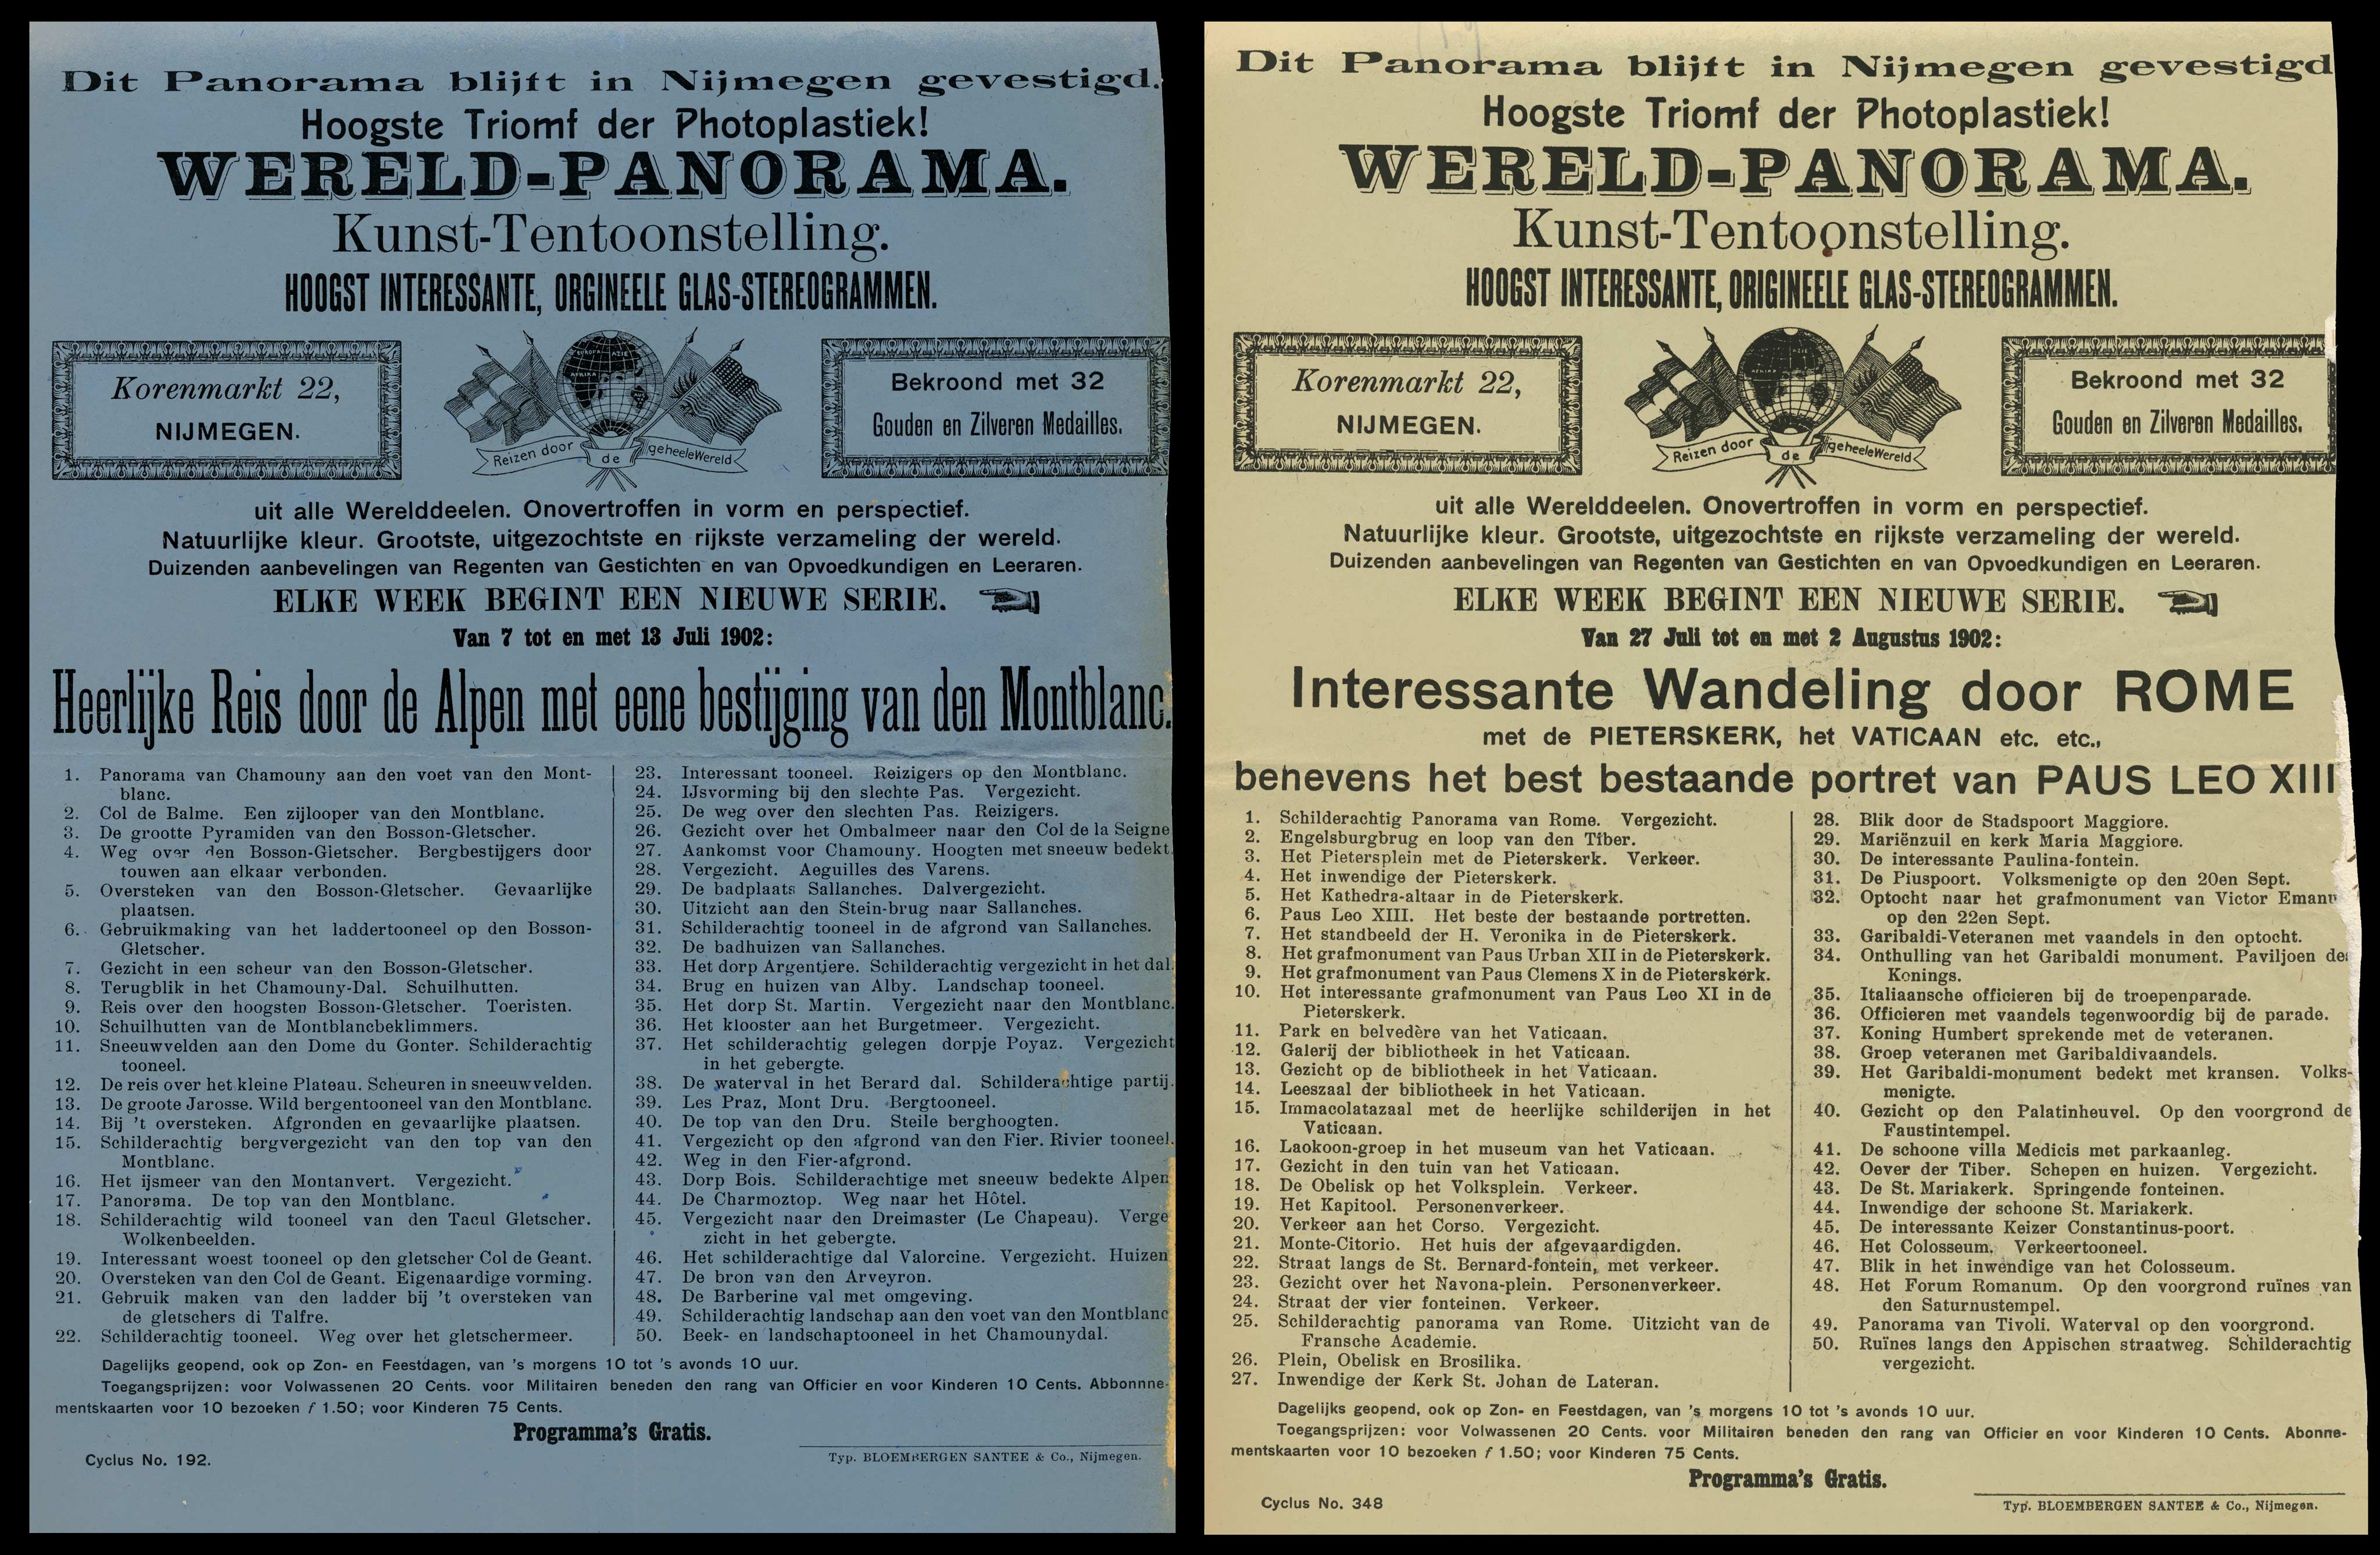 Dit Panorama blijft in Nijmegen gevestigd.
Hoogste Triomf der Photoplastiek!
WERELD-PANORAMA.
Kunst-Tentoonstelling.
HOOGST INTERESSANTE, ORGINEELE GLAS-STEREOGRAMMEN.
Korenmarkt 22,
NIJMEGEN.
EUROPA AZIE
AFRIKA
Reizen door de geheele Wereld
Bekroond met 32
Gouden en Zilveren Medailles.
uit alle Werelddeelen. Onovertroffen in vorm en perspectief.
Natuurlijke kleur. Grootste, uitgezochtste en rijkste verzameling der wereld.
Duizenden aanbevelingen van Regenten van Gestichten en van Opvoedkundigen en Leeraren.
ELKE WEEK BEGINT EEN NIEUWE SERIE.
Van 7 tot en met 13 Juli 1902:
Heerlijke Reis door de Alpen met eene bestijging van den Montblanc.
1. Panorama van Chamouny aan den voet van den Mont-
blanc.
2. Col de Balme. Een zijlooper van den Montblanc.
3. De grootte Pyramiden van den Bosson-Gletscher.
4. Weg over den Bosson-Gletscher. Bergbestijgers door
touwen aan elkaar verbonden.
5. Oversteken van den Bosson-Gletscher. Gevaarlijke
plaatsen.
6. Gebruikmaking van het laddertooneel op den Bosson-
Gletscher.
7. Gezicht in een scheur van den Bosson-Gletscher.
8. Terugblik in het Chamouny-Dal. Schuilhutten.
9. Reis over den hoogsten Bosson-Gletscher. Toeristen.
10. Schuilhutten van de Montblancbeklimmers.
11. Sneeuwvelden aan den Dome du Gonter. Schilderachtig
tooneel.
12. De reis over het kleine Plateau. Scheuren in sneeuwvelden.
13. De groote Jarosse. Wild bergentooneel van den Montblanc.
14. Bij 't oversteken. Afgronden en gevaarlijke plaatsen.
15. Schilderachtig bergvergezicht van den top van den
Montblanc.
16. Het ijsmeer van den Montanvert. Vergezicht.
17. Panorama. De top van den Montblanc.
18. Schilderachtig wild tooneel van den Tacul Gletscher.
Wolkenbeelden.
19. Interessant woest tooneel op den gletscher Col de Geant.
20. Oversteken van den Col de Geant. Eigenaardige vorming.
21. Gebruik maken van den ladder bij 't oversteken van
de gletschers di Talfre.
22. Schilderachtig tooneel. Weg over het gletschermeer.
23. Interessant tooneel. Reizigers op den Montblanc.
24. IJsvorming bij den slechte Pas. Vergezicht.
25. De weg over den slechten Pas. Reizigers.
26. Gezicht over het Ombalmeer naar den Col de la Seigne
27. Aankomst voor Chamouny. Hoogten met sneeuw bedekt.
28. Vergezicht. Aeguilles des Varens.
29. De badplaats Sallanches. Dalvergezicht.
30. Uitzicht aan den Stein-brug naar Sallanches.
31. Schilderachtig tooneel in de afgrond van Sallanches.
32. De badhuizen van Sallanches.
33. Het dorp Argentiere. Schilderachtig vergezicht in het dal.
34. Brug en huizen van Alby. Landschap tooneel.
35. Het dorp St. Martin. Vergezicht naar den Montblanc.
36. Het klooster aan het Burgetmeer. Vergezicht.
37. Het schilderachtig gelegen dorpje Poyaz. Vergezicht
in het gebergte.
38. De waterval in het Berard dal. Schilderachtige partij.
39. Les Praz, Mont Dru. Bergtooneel.
40. De top van den Dru. Steile berghoogten.
41. Vergezicht op den afgrond van den Fier. Rivier tooneel.
42. Weg in den Fier-afgrond.
43. Dorp Bois. Schilderachtige met sneeuw bedekte Alpen
44. De Charmoztop. Weg naar het Hôtel.
45. Vergezicht naar den Dreimaster (Le Chapeau). Verge
zicht in het gebergte.
46. Het schilderachtige dal Valorcine. Vergezicht. Huizen
47. De bron van den Arveyron.
48. De Barberine val met omgeving.
49. Schilderachtig landschap aan den voet van den Montblanc
50. Beek- en landschaptooneel in het Chamounydal.
Dagelijks geopend, ook op Zon- en Feestdagen, van 's morgens 10 tot 's avonds 10 uur.
Toegangsprijzen: voor Volwassenen 20 Cents. voor Militairen beneden den rang van Officier en voor Kinderen 10 Cents. Abbonnne-
mentskaarten voor 10 bezoeken f 1.50; voor Kinderen 75 Cents.
Programma's Gratis.
Cyclus No. 192.
Typ. BLOEMBERGEN SANTEE & Co., Nijmegen.
Dit Panorama blijft in Nijmegen gevestigd
Hoogste Triomf der Photoplastiek!
WERELD-PANORAMA.
Kunst-Tentoonstelling.
HOOGST INTERESSANTE, ORIGINEELE GLAS-STEREOGRAMMEN.
Korenmarkt 22,
NIJMEGEN.
AZIE
AFRIKA
Reizen door de geheele Wereld
Bekroond met 32
Gouden en Zilveren Medailles.
uit alle Werelddeelen. Onovertroffen in vorm en perspectief.
Natuurlijke kleur. Grootste, uitgezochtste en rijkste verzameling der wereld.
Duizenden aanbevelingen van Regenten van Gestichten en van Opvoedkundigen en Leeraren.
ELKE WEEK BEGINT EEN NIEUWE SERIE.
Van 27 Juli tot en met 2 Augustus 1902:
Interessante Wandeling door ROME
met de PIETERSKERK, het VATICAAN etc. etc.,
benevens het best bestaande portret van PAUS LEO XIII
1. Schilderachtig Panorama van Rome. Vergezicht.
2. Engelsburgbrug en loop van den Tiber.
3. Het Pietersplein met de Pieterskerk. Verkeer.
4. Het inwendige der Pieterskerk.
5. Het Kathedra-altaar in de Pieterskerk.
6. Paus Leo XIII. Het beste der bestaande portretten.
7. Het standbeeld der H. Veronika in de Pieterskerk.
8. Het grafmonument van Paus Urban XII in de Pieterskerk.
9. Het grafmonument van Paus Clemens X in de Pieterskerk.
10. Het interessante grafmonument van Paus Leo XI in de
Pieterskerk.
11. Park en belvedère van het Vaticaan.
12. Galerij der bibliotheek in het Vaticaan.
13. Gezicht op de bibliotheek in het Vaticaan.
14. Leeszaal der bibliotheek in het Vaticaan.
15. Immacolatazaal met de heerlijke schilderijen in het
Vaticaan.
16. Laokoon-groep in het museum van het Vaticaan.
17. Gezicht in den tuin van het Vaticaan.
18. De Obelisk op het Volksplein. Verkeer.
19. Het Kapitool. Personenverkeer.
20. Verkeer aan het Corso. Vergezicht.
21. Monte-Citorio. Het huis der afgevaardigden.
22. Straat langs de St. Bernard-fontein, met verkeer.
23. Gezicht over het Navona-plein. Personenverkeer.
24. Straat der vier fonteinen. Verkeer.
25. Schilderachtig panorama van Rome. Uitzicht van de
Fransche Academie.
26. Plein, Obelisk en Brosilika.
27. Inwendige der Kerk St. Johan de Lateran.
28. Blik door de Stadspoort Maggiore.
29. Mariënzuil en kerk Maria Maggiore.
30. De interessante Paulina-fontein.
31. De Piuspoort. Volksmenigte op den 20en Sept.
32. Optocht naar het grafmonument van Victor Emanu
op den 22en Sept.
33. Garibaldi-Veteranen met vaandels in den optocht.
34. Onthulling van het Garibaldi monument. Paviljoen des
Konings.
35. Italiaansche officieren bij de troepenparade.
36. Officieren met vaandels tegenwoordig bij de parade.
37. Koning Humbert sprekende met de veteranen.
38. Groep veteranen met Garibaldivaandels.
39. Het Garibaldi-monument bedekt met kransen. Volks-
menigte.
40. Gezicht op den Palatinheuvel. Op den voorgrond de
Faustintempel.
41. De schoone villa Medicis met parkaanleg.
42. Oever der Tiber. Schepen en huizen. Vergezicht.
43. De St. Mariakerk. Springende fonteinen.
44. Inwendige der schoone St. Mariakerk.
45. De interessante Keizer Constantinus-poort.
46. Het Colosseum. Verkeertooneel.
47. Blik in het inwendige van het Colosseum.
48. Het Forum Romanum. Op den voorgrond ruïnes van
den Saturnustempel.
49. Panorama van Tivoli. Waterval op den voorgrond.
50. Ruïnes langs den Appischen straatweg. Schilderachtig
vergezicht.
Dagelijks geopend, ook op Zon- en Feestdagen, van 's morgens 10 tot 's avonds 10 uur.
Toegangsprijzen: voor Volwassenen 20 Cents. voor Militairen beneden den rang van Officier en voor Kinderen 10 Cents. Abonne-
mentskaarten voor 10 bezoeken f 1.50; voor Kinderen 75 Cents.
Programma's Gratis.
Cyclus No. 348
Typ. BLOEMBERGEN SANTEE & Co., Nijmegen.